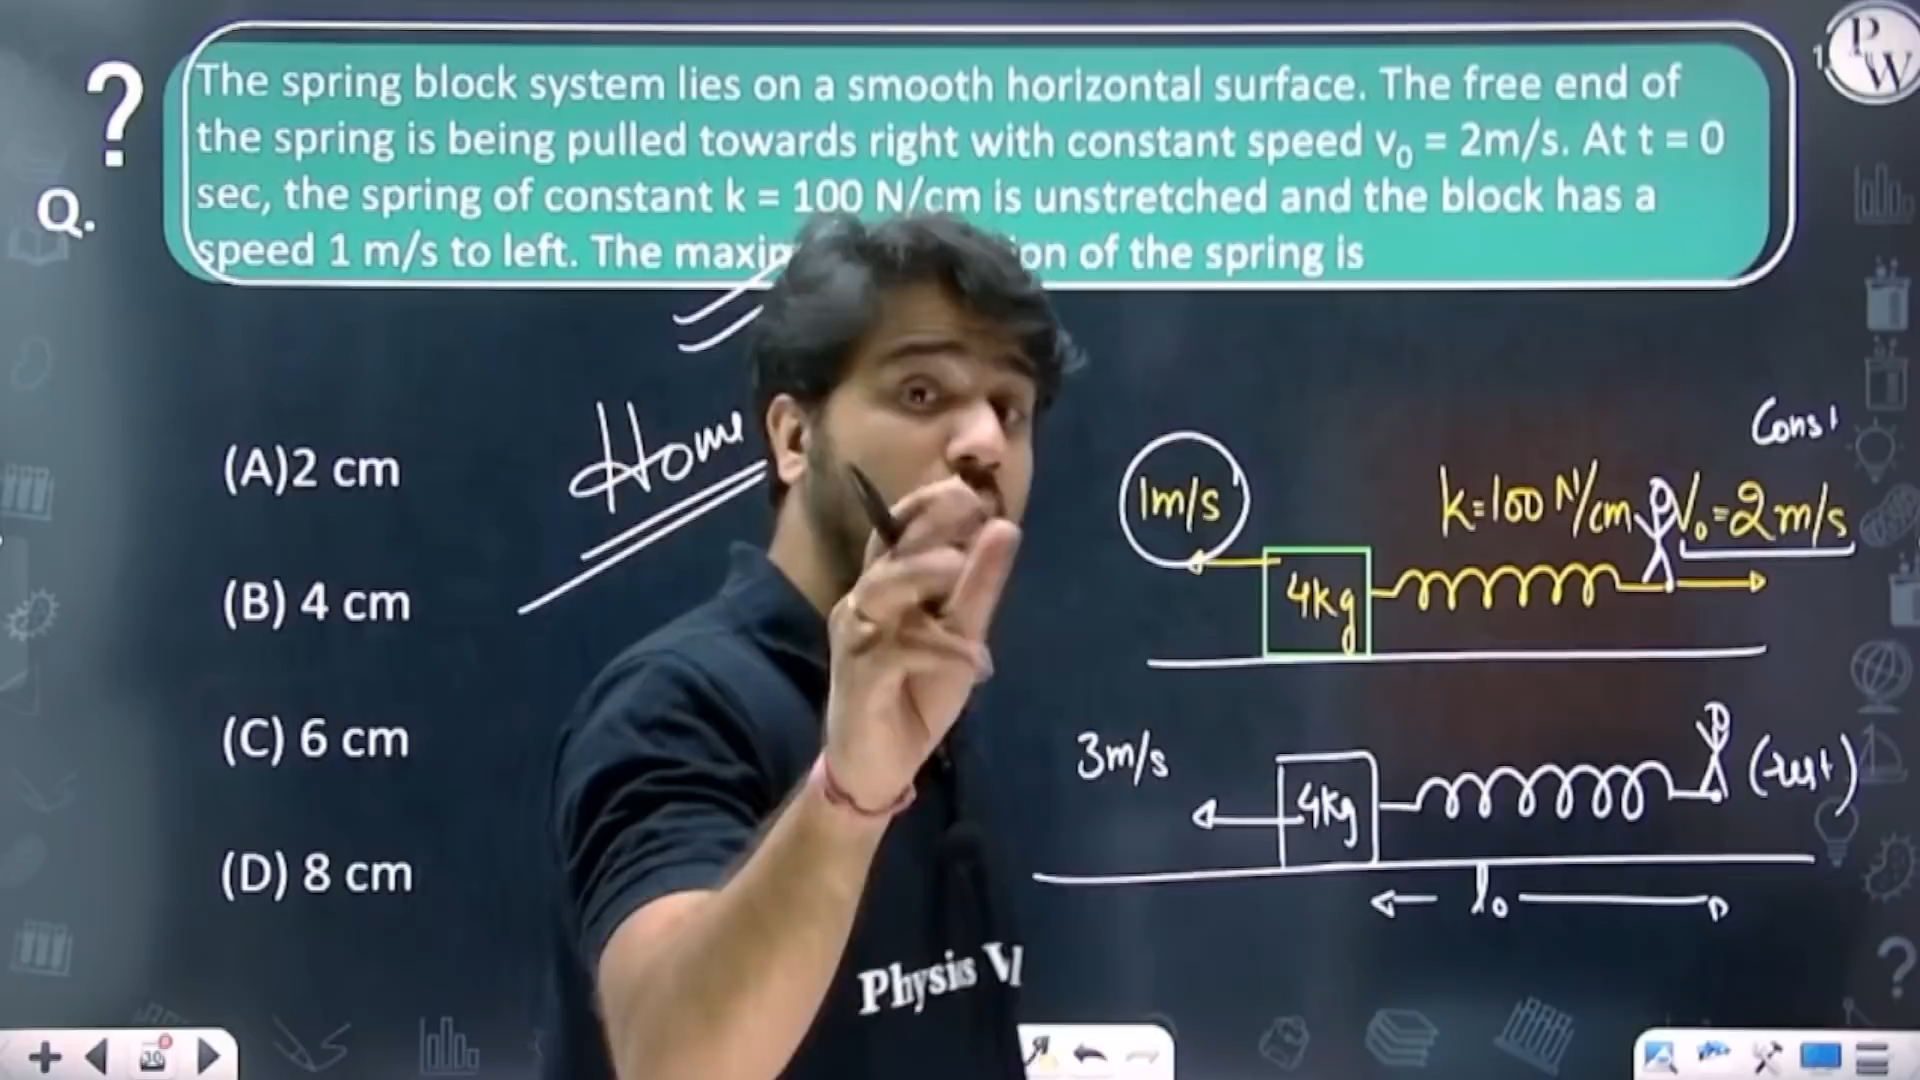 The spring block system lies on a smooth horizontal surface. The free end of
the spring is being pulled towards right with constant speed v₀ = 2m/s. At t = 0
sec, the spring of constant k = 100 N/cm is unstretched and the block has a
speed 1 m/s to left. The of the spring is
?
Q.
PW
(A)2 cm
(B) 4 cm
(C) 6 cm
(D) 8 cm
Home
1m/s
k=100 N/cm
V₀=2m/s
4kg
3m/s
4kg
(rest)
l₀
Physics